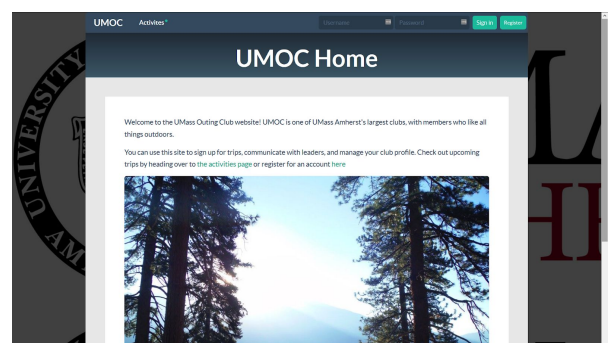 UMOC Activites Username Password Sign in Register
UMOC Home
Welcome to the UMass Outing Club website! UMOC is one of UMass Amherst's largest clubs, with members who like all
things outdoors.
You can use this site to sign up for trips, communicate with leaders, and manage your club profile. Check out upcoming
trips by heading over to the activities page or register for an account here
UNIVERSITY
AM